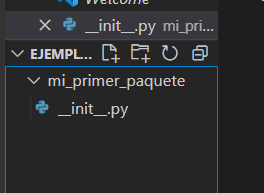 Welcome
__init__.py mi_pri...
EJEMPL...
mi_primer_paquete
__init__.py